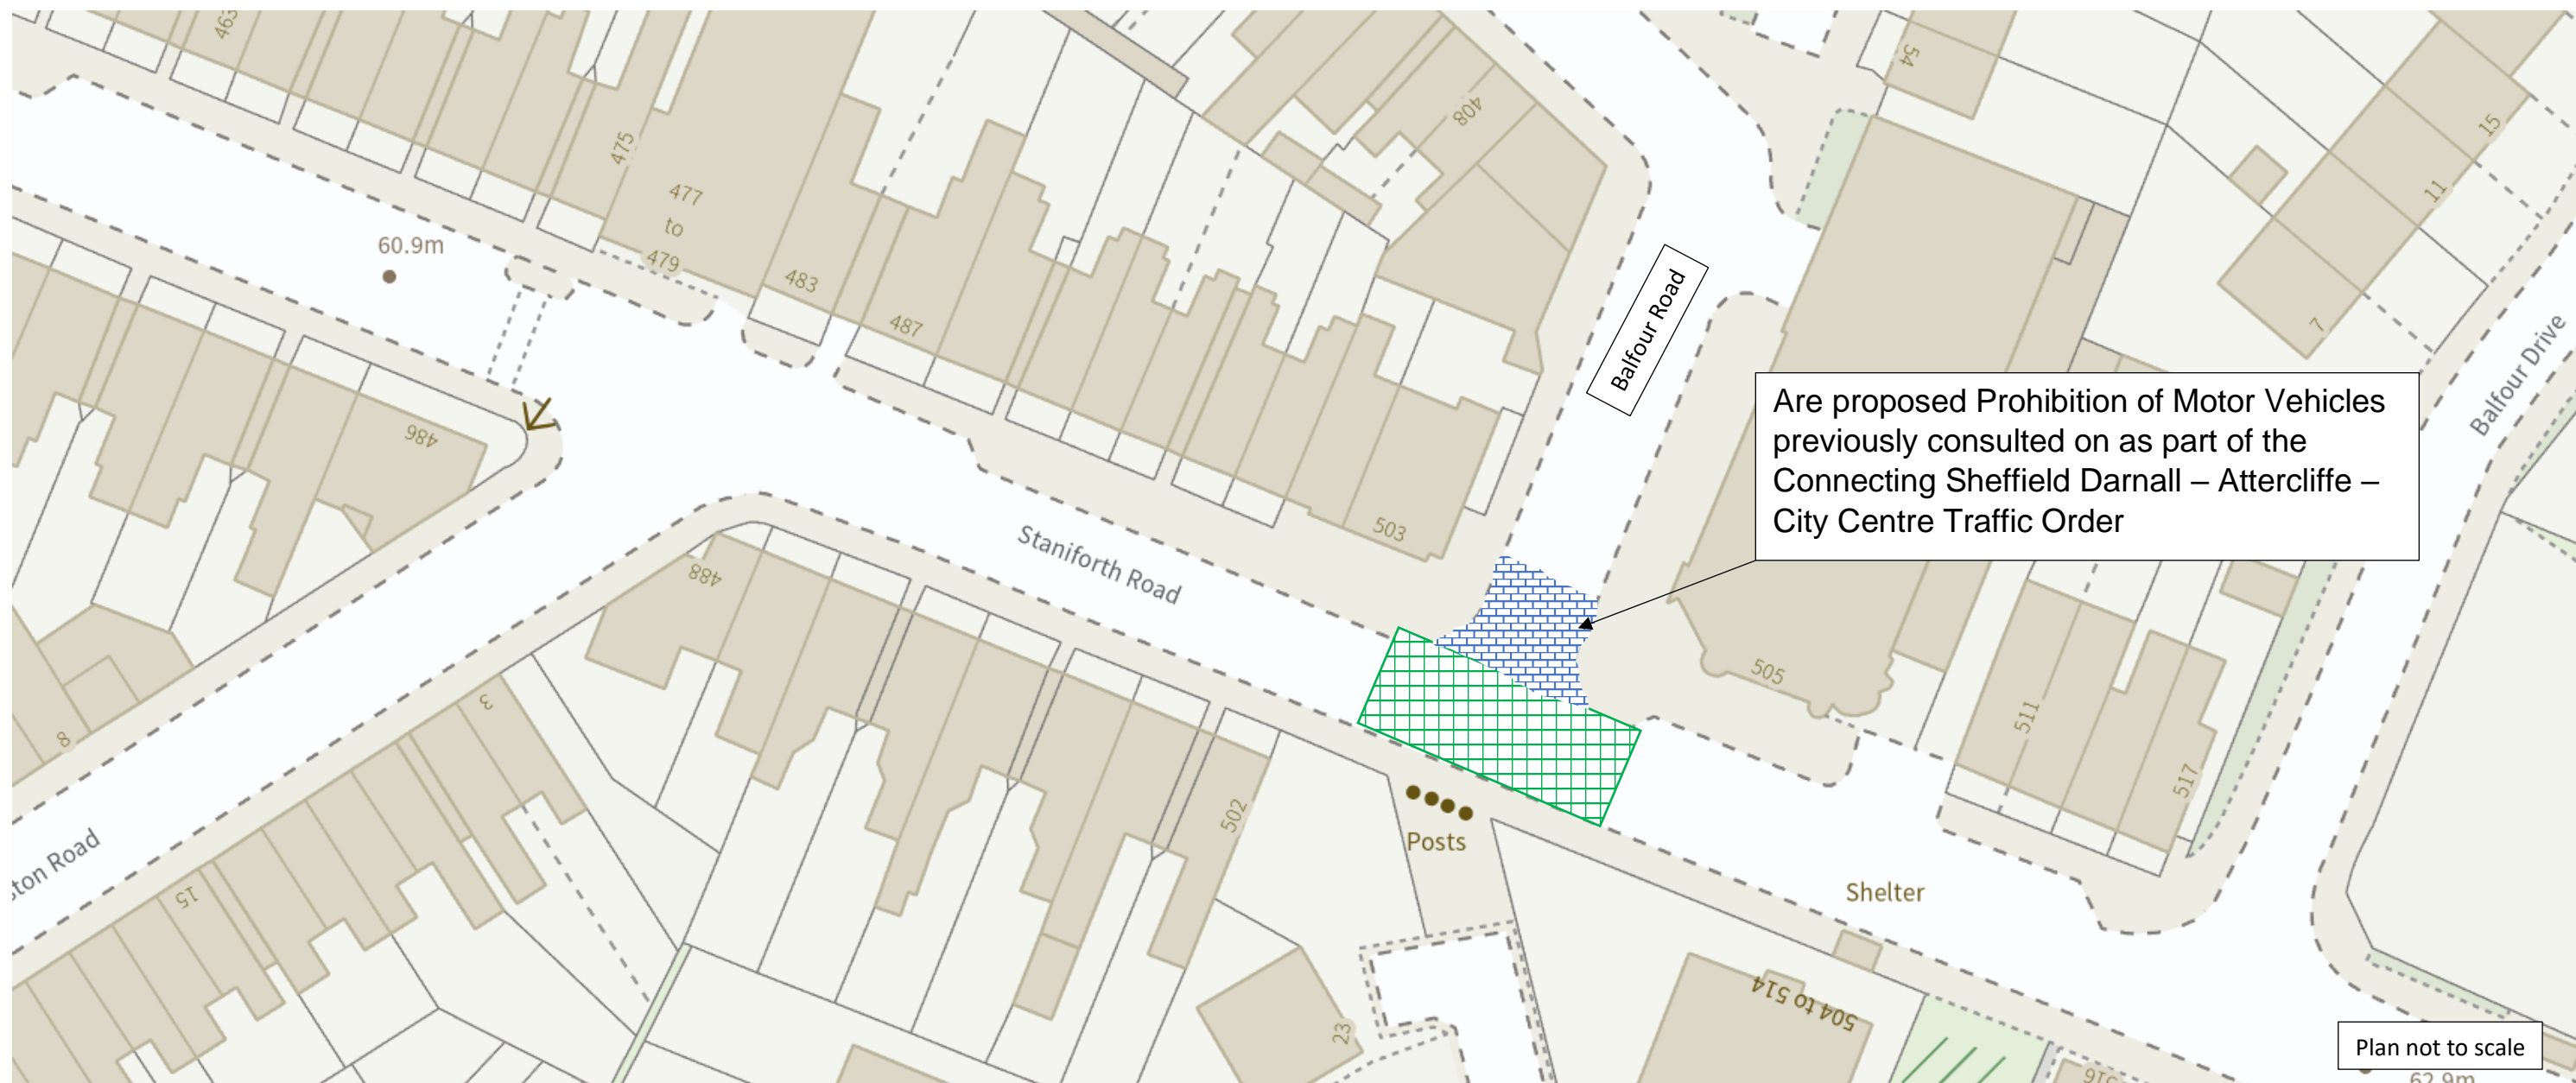 463
54
408
15
475
477
to
479
11
60.9m
483
487
7
Balfour Road
Balfour Drive
486
Are proposed Prohibition of Motor Vehicles
previously consulted on as part of the
Connecting Sheffield Darnall – Attercliffe –
City Centre Traffic Order
503
Staniforth Road
488
505
3
511
8
517
502
Posts
ston Road
15
Shelter
504 to 514
23
Plan not to scale
516
62.9m